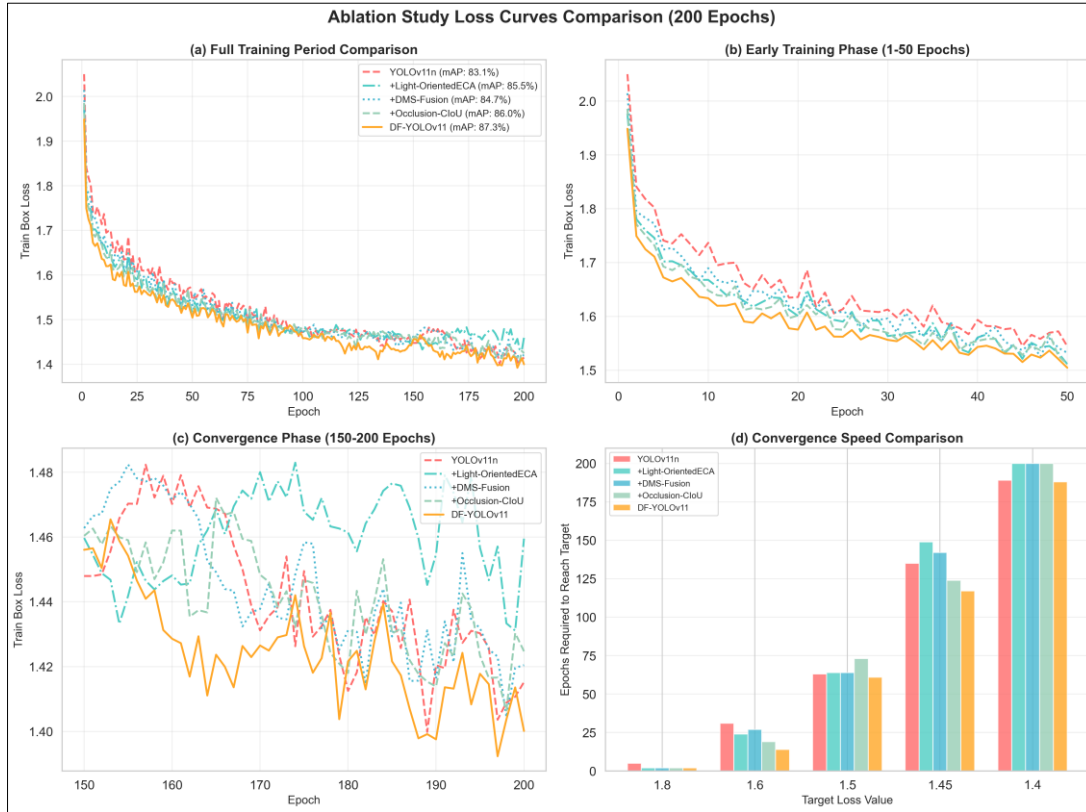 Ablation Study Loss Curves Comparison (200 Epochs)
(a) Full Training Period Comparison
Train Box Loss
2.0
1.9
1.8
1.7
1.6
1.5
1.4
YOLOv11n (mAP: 83.1%)
+Light-OrientedECA (mAP: 85.5%)
+DMS-Fusion (mAP: 84.7%)
+Occlusion-CIoU (mAP: 86.0%)
DF-YOLOv11 (mAP: 87.3%)
0 25 50 75 100 125 150 175 200
Epoch
(b) Early Training Phase (1-50 Epochs)
Train Box Loss
2.0
1.9
1.8
1.7
1.6
1.5
0 10 20 30 40 50
Epoch
(c) Convergence Phase (150-200 Epochs)
Train Box Loss
1.48
1.46
1.44
1.42
1.40
YOLOv11n
+Light-OrientedECA
+DMS-Fusion
+Occlusion-CIoU
DF-YOLOv11
150 160 170 180 190 200
Epoch
(d) Convergence Speed Comparison
Epochs Required to Reach Target
200
175
150
125
100
75
50
25
0
YOLOv11n
+Light-OrientedECA
+DMS-Fusion
+Occlusion-CIoU
DF-YOLOv11
1.8 1.6 1.5 1.45 1.4
Target Loss Value